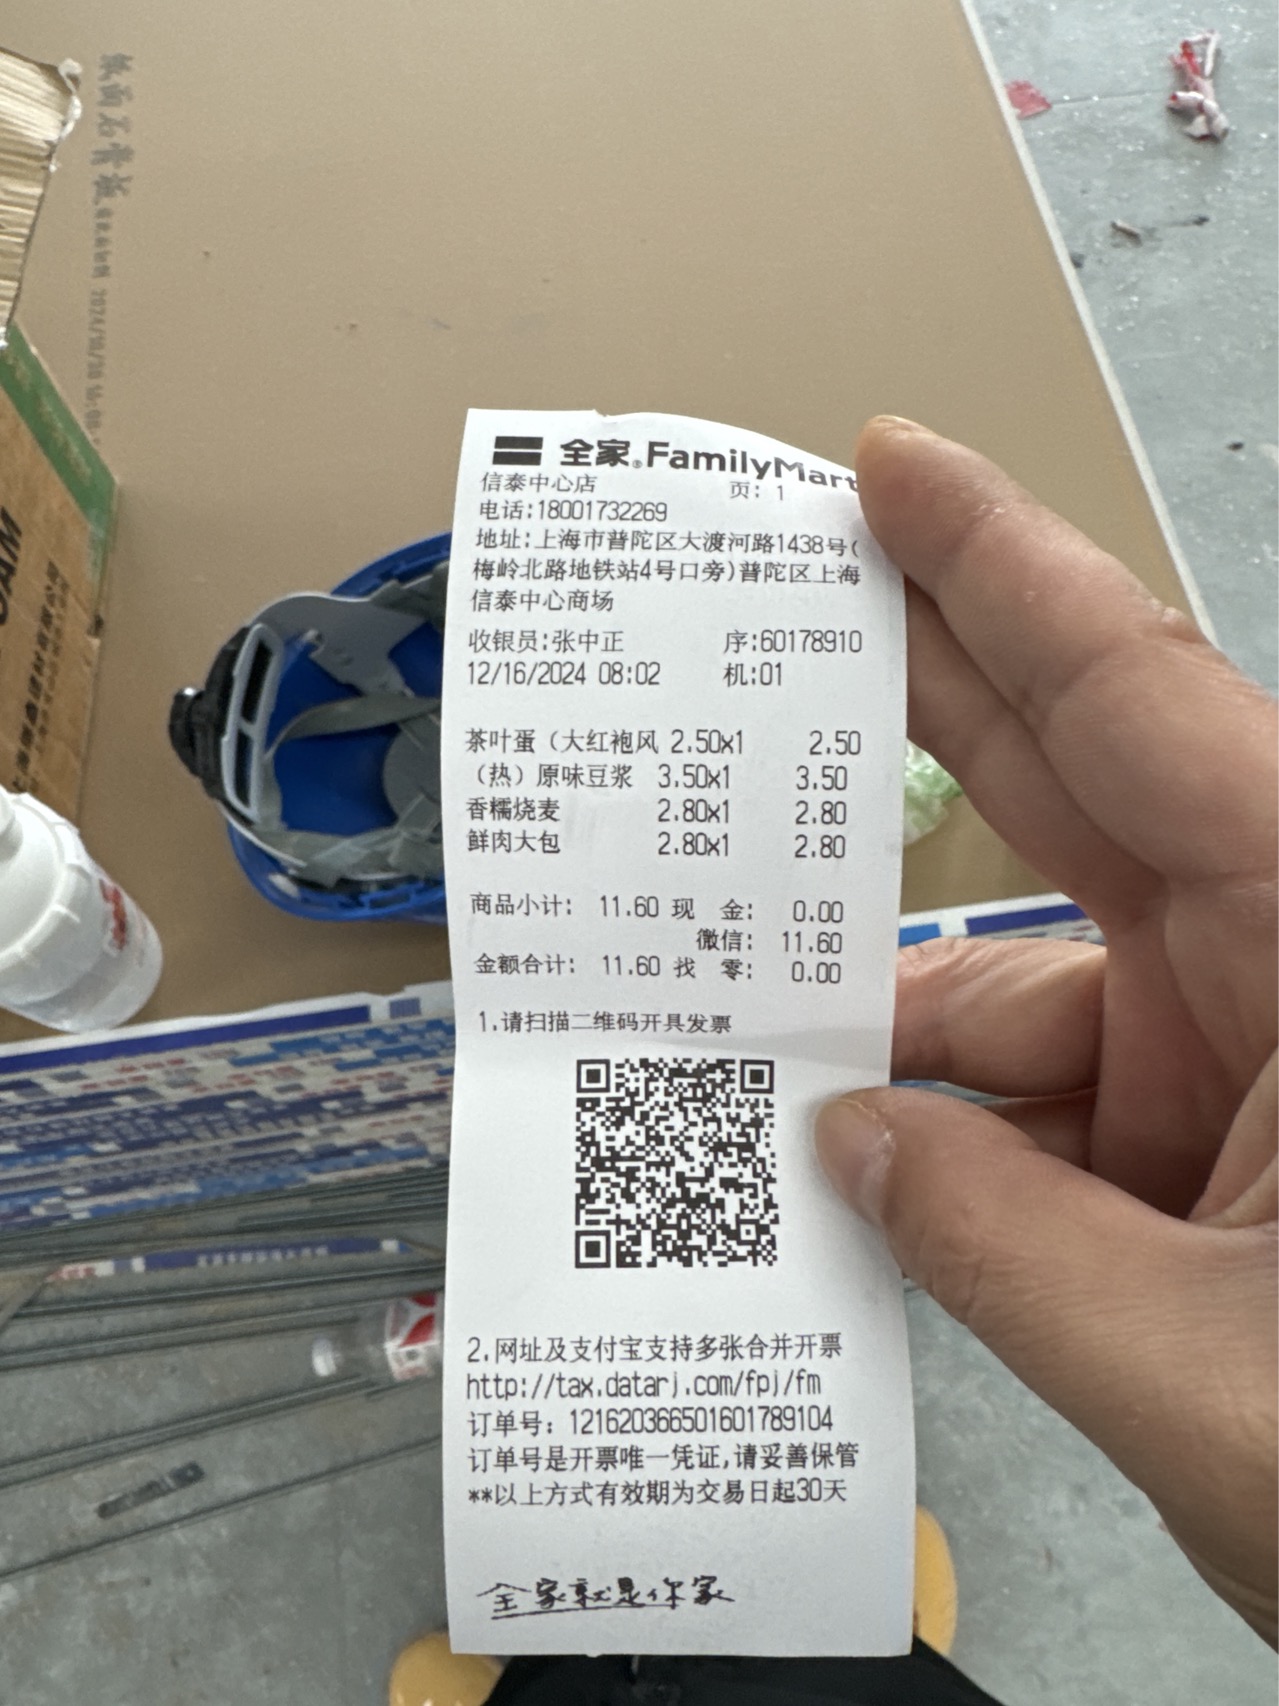 全家®FamilyMart
信泰中心店 页: 1
电话:18001732269
地址:上海市普陀区大渡河路1438号(
梅岭北路地铁站4号口旁)普陀区上海
信泰中心商场
收银员:张中正 序:60178910
12/16/2024 08:02 机:01
茶叶蛋（大红袍风 2.50x1 2.50
（热）原味豆浆 3.50x1 3.50
香糯烧麦 2.80x1 2.80
鲜肉大包 2.80x1 2.80
商品小计: 11.60 现 金: 0.00
微信: 11.60
金额合计: 11.60 找 零: 0.00
1.请扫描二维码开具发票
2.网址及支付宝支持多张合并开票
http://tax.datarj.com/fpj/fm
订单号: 121620366501601789104
订单号是开票唯一凭证,请妥善保管
**以上方式有效期为交易日起30天
全家就是你家
纸面石膏板